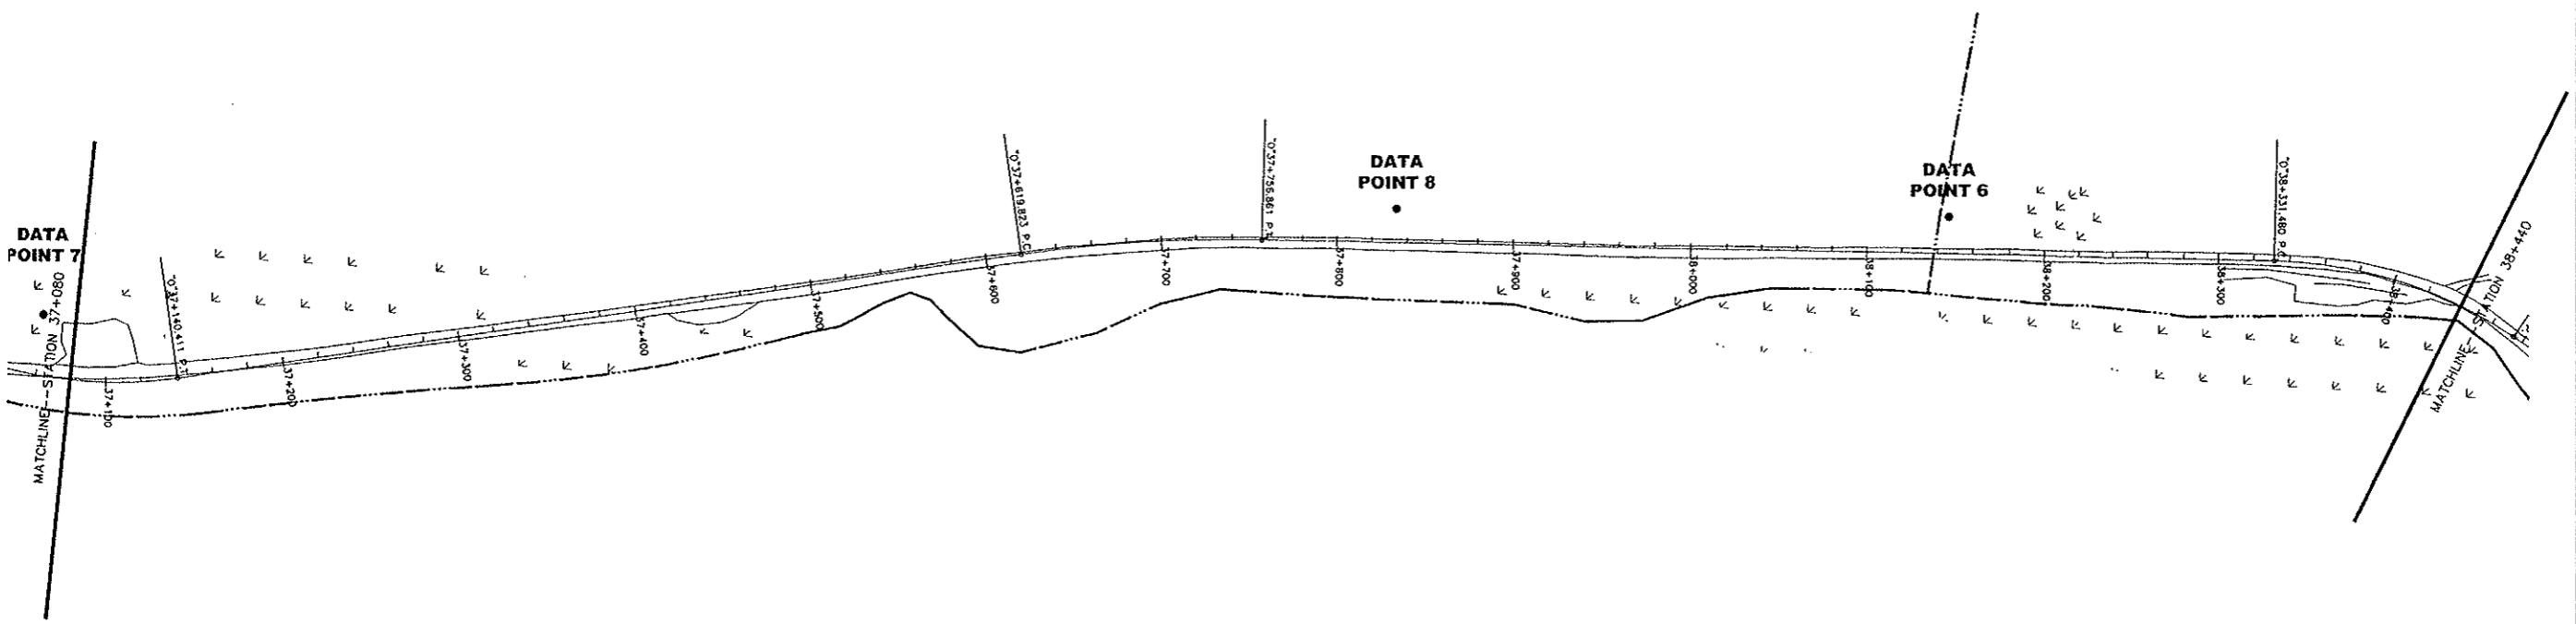 DATA
POINT 7
MATCHLINE--STATION 37+080
37+100
"0"37+140.411 P.T.
37+200
37+300
37+400
37+500
37+600
"0"37+619.823 P.C.
37+700
"0"37+756.861 P.T.
DATA
POINT 8
37+800
37+900
38+000
38+100
DATA
POINT 6
38+200
38+300
"0"38+331.480 P.C.
38+400
MATCHLINE--STATION 38+440